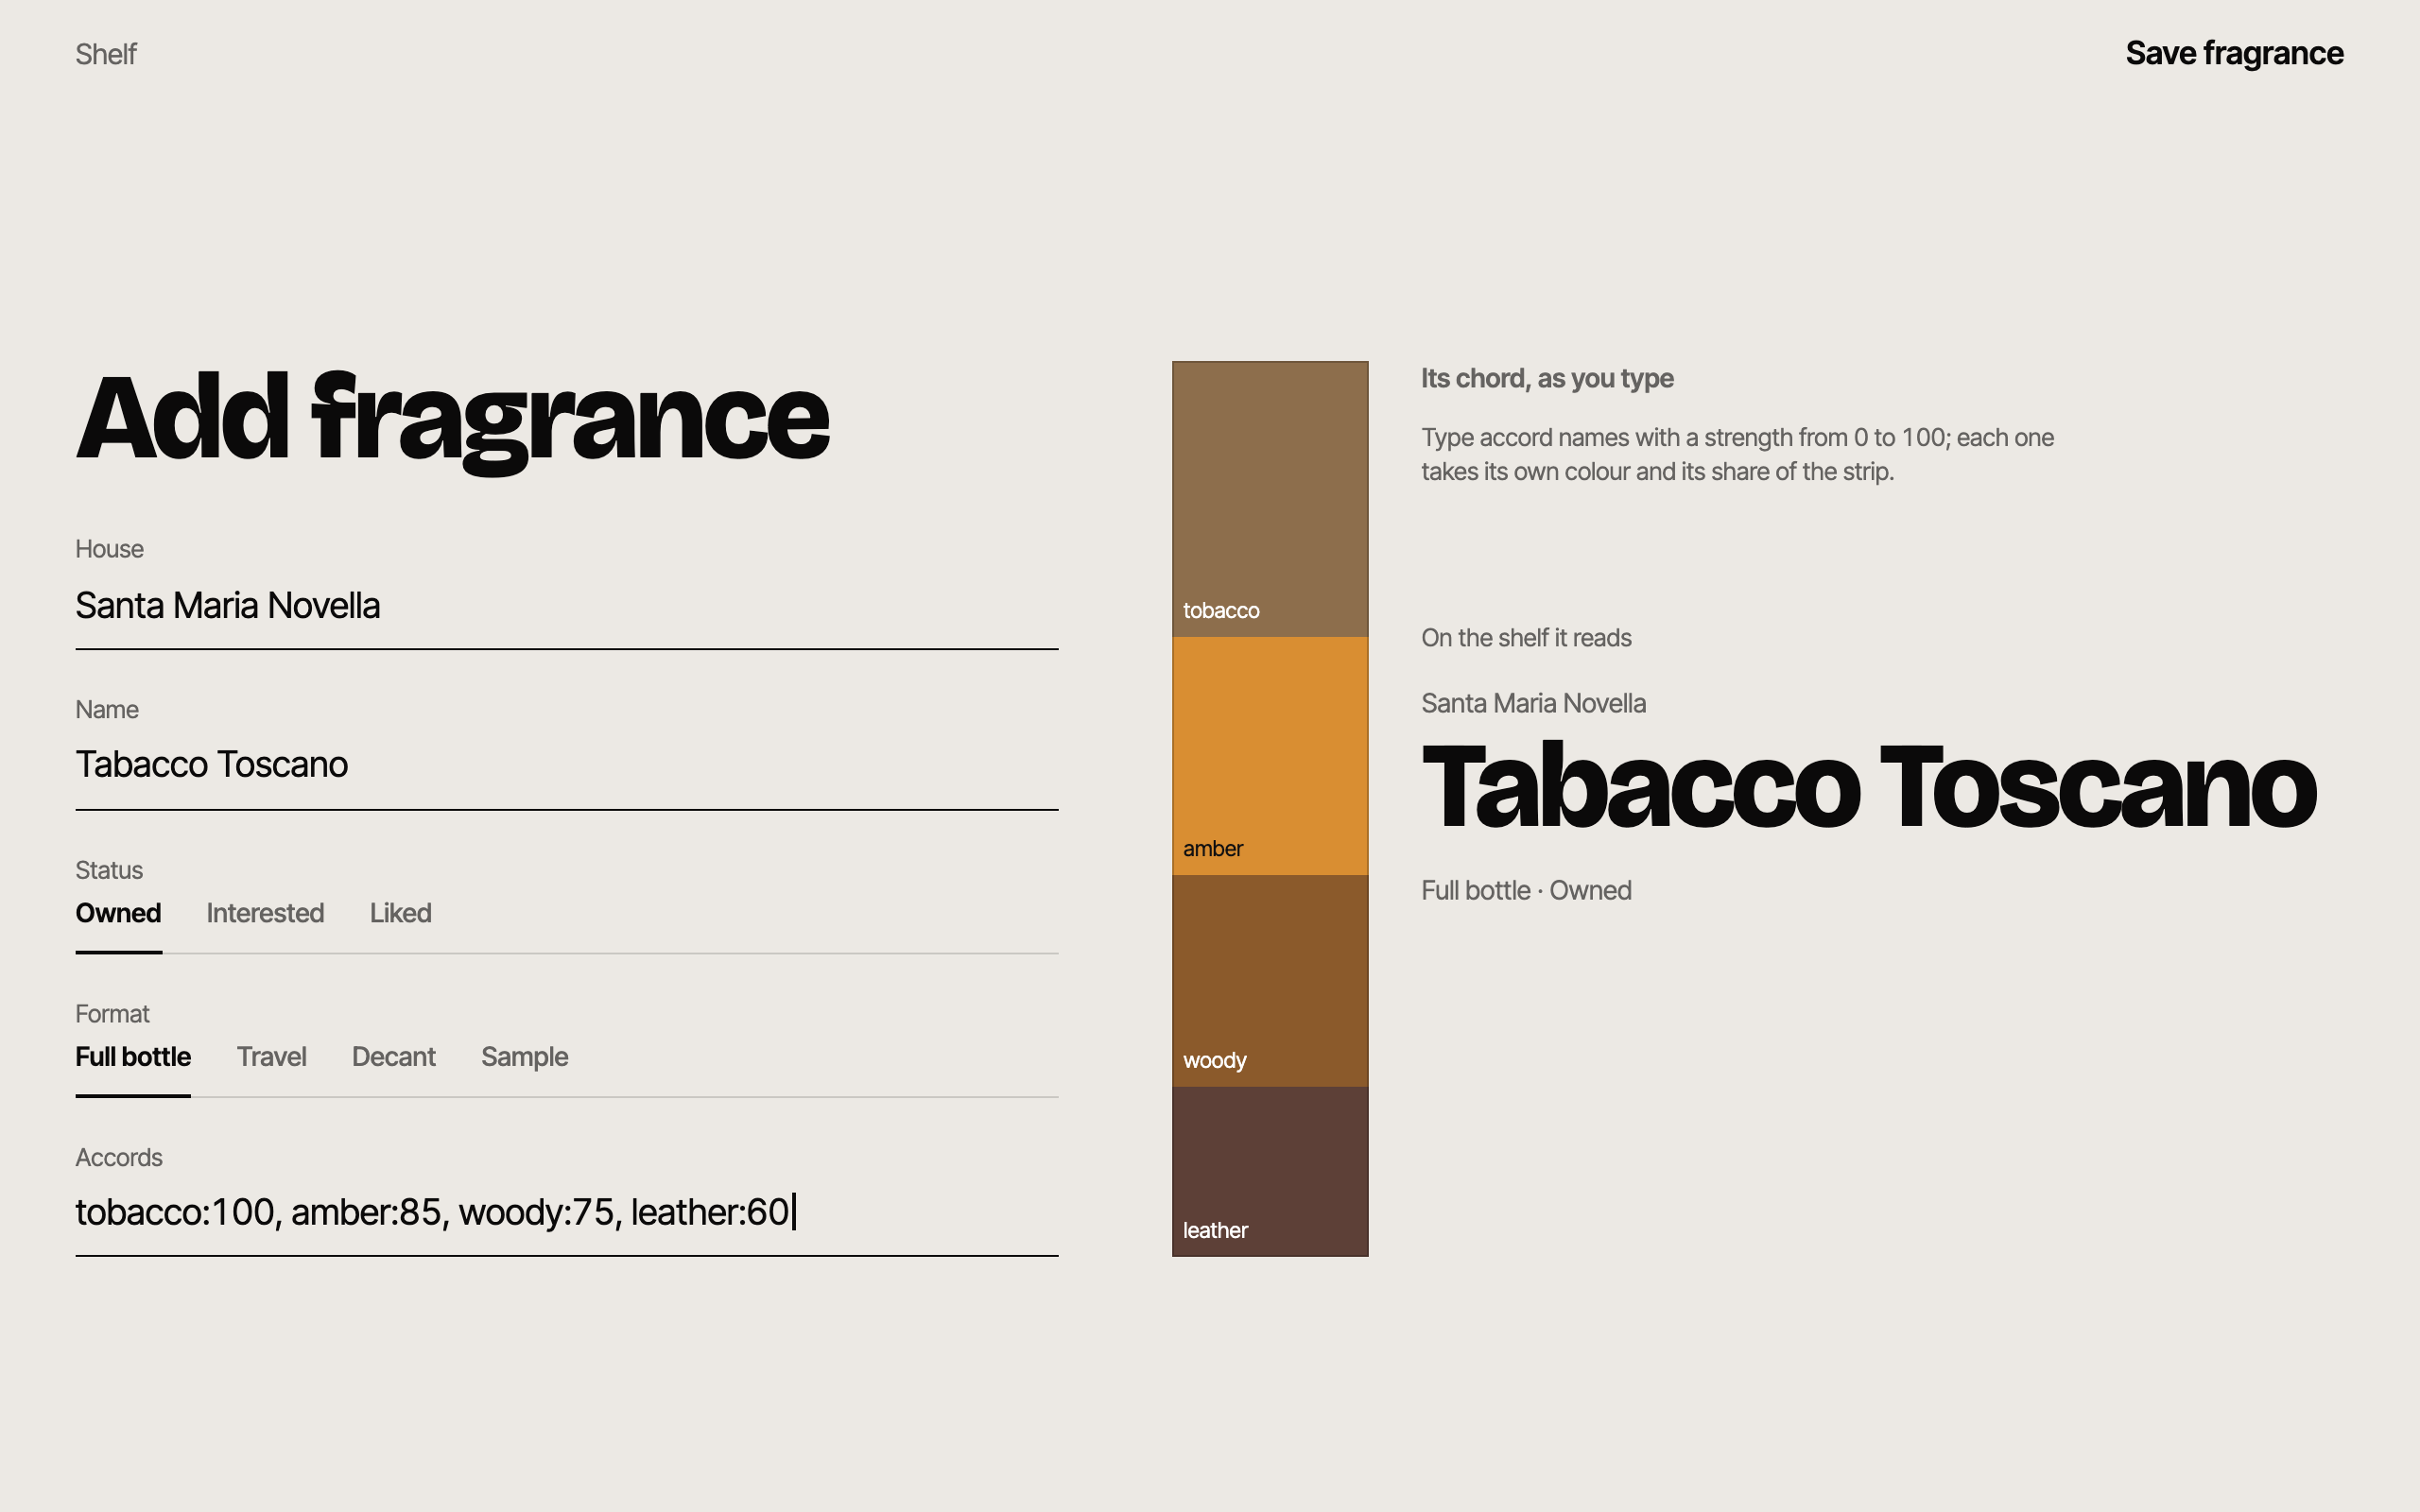 Shelf
Save fragrance
Add fragrance
House
Santa Maria Novella
Name
Tabacco Toscano
Status
Owned Interested Liked
Format
Full bottle Travel Decant Sample
Accords
tobacco:100, amber:85, woody:75, leather:60
tobacco
amber
woody
leather
Its chord, as you type
Type accord names with a strength from 0 to 100; each one
takes its own colour and its share of the strip.
On the shelf it reads
Santa Maria Novella
Tabacco Toscano
Full bottle · Owned